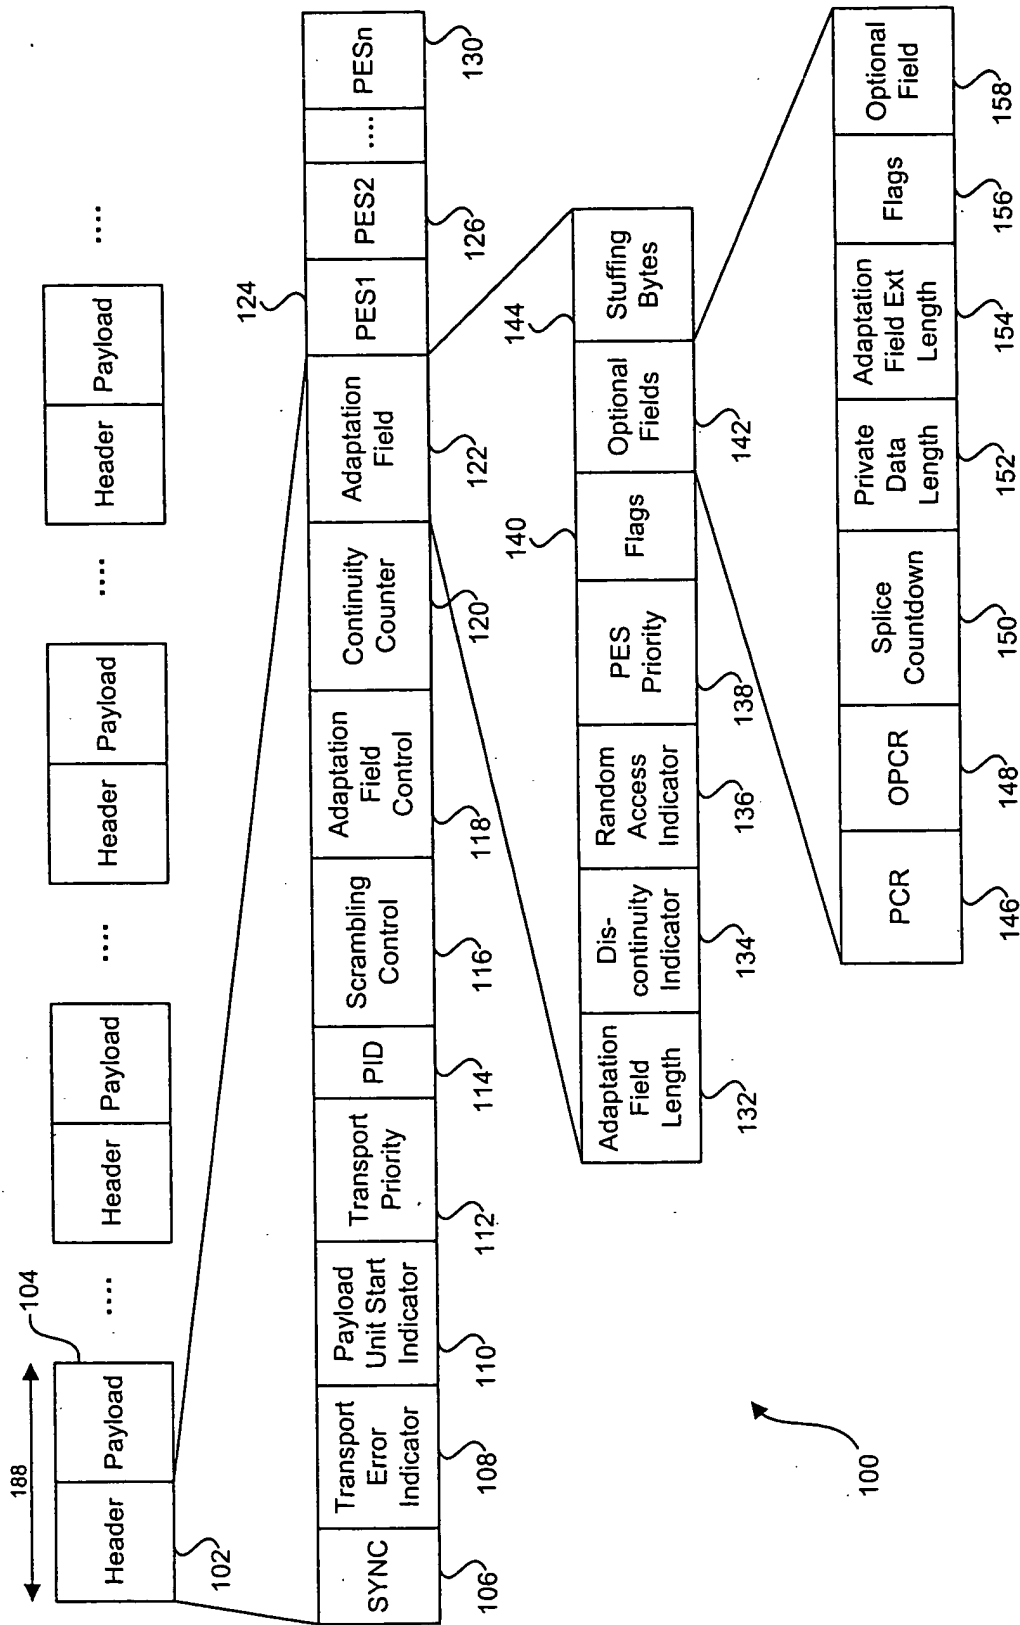 188
104
Header
Payload
....
Header
Payload
....
Header
Payload
....
Header
Payload
....
102
124
SYNC
Transport
Error
Indicator
Payload
Unit Start
Indicator
Transport
Priority
PID
Scrambling
Control
Adaptation
Field
Control
Continuity
Counter
Adaptation
Field
PES1
PES2
....
PESn
106
108
110
112
114
116
118
120
122
126
130
140
144
Adaptation
Field
Length
Dis-
continuity
Indicator
Random
Access
Indicator
PES
Priority
Flags
Optional
Fields
Stuffing
Bytes
132
134
136
138
142
PCR
OPCR
Splice
Countdown
Private
Data
Length
Adaptation
Field Ext
Length
Flags
Optional
Field
146
148
150
152
154
156
158
100